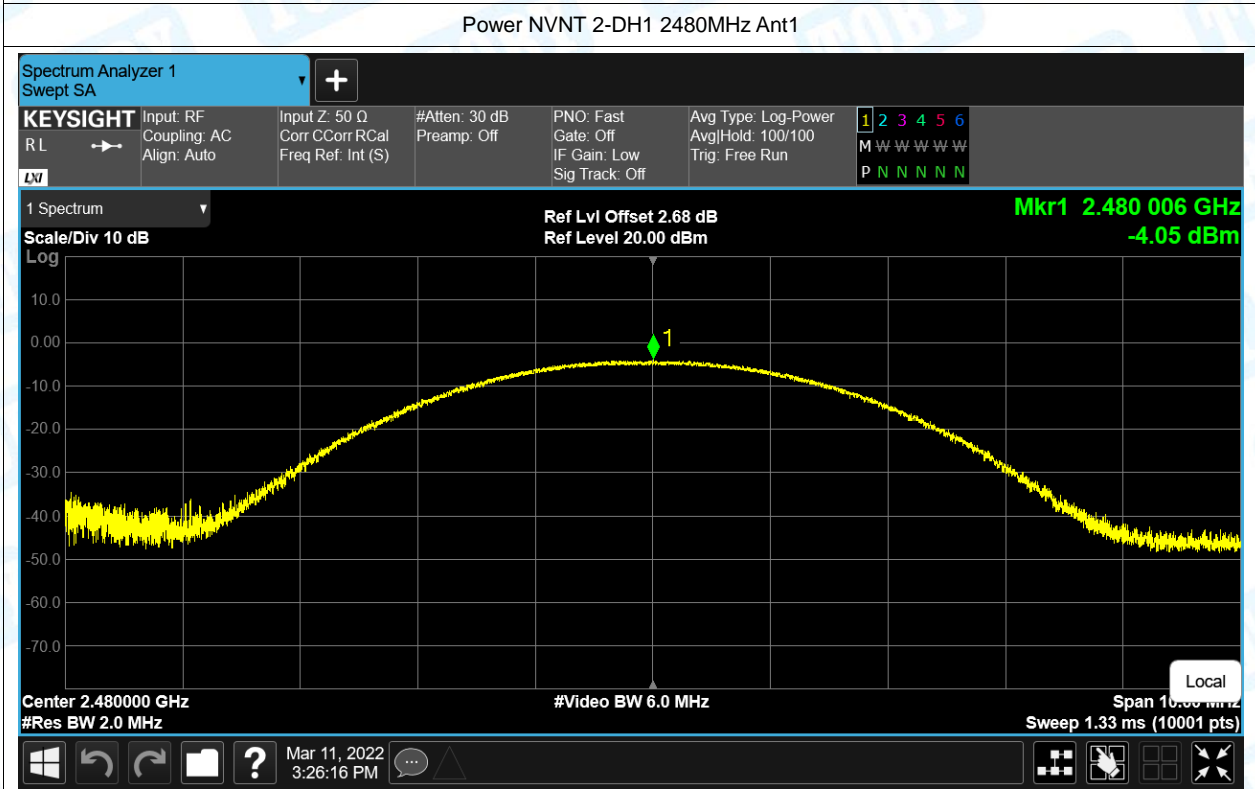 Power NVNT 2-DH1 2480MHz Ant1
Spectrum Analyzer 1
Swept SA
KEYSIGHT
R L
LXI
Input: RF
Coupling: AC
Align: Auto
Input Z: 50 Ω
Corr CCorr RCal
Freq Ref: Int (S)
#Atten: 30 dB
Preamp: Off
PNO: Fast
Gate: Off
IF Gain: Low
Sig Track: Off
Avg Type: Log-Power
Avg|Hold: 100/100
Trig: Free Run
1 2 3 4 5 6
M W W W W W
P N N N N N
1 Spectrum
Scale/Div 10 dB
Log
Ref Lvl Offset 2.68 dB
Ref Level 20.00 dBm
Mkr1 2.480 006 GHz
-4.05 dBm
10.0
0.00
-10.0
-20.0
-30.0
-40.0
-50.0
-60.0
-70.0
1
Local
Center 2.480000 GHz
#Video BW 6.0 MHz
Span 10.00 MHz
#Res BW 2.0 MHz
Sweep 1.33 ms (10001 pts)
?
Mar 11, 2022
3:26:16 PM